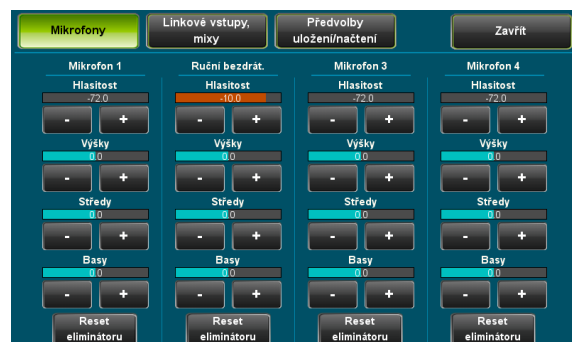 Mikrofony
Linkové vstupy,
mixy
Předvolby
uložení/načtení
Zavřít
Mikrofon 1 Ruční bezdrát. Mikrofon 3 Mikrofon 4
Hlasitost Hlasitost Hlasitost Hlasitost
-72.0 -10.0 -72.0 -72.0
- + - + - + - +
Výšky Výšky Výšky Výšky
0.0 0.0 0.0 0.0
- + - + - + - +
Středy Středy Středy Středy
0.0 0.0 0.0 0.0
- + - + - + - +
Basy Basy Basy Basy
0.0 0.0 0.0 0.0
- + - + - + - +
Reset Reset Reset Reset
eliminátoru eliminátoru eliminátoru eliminátoru